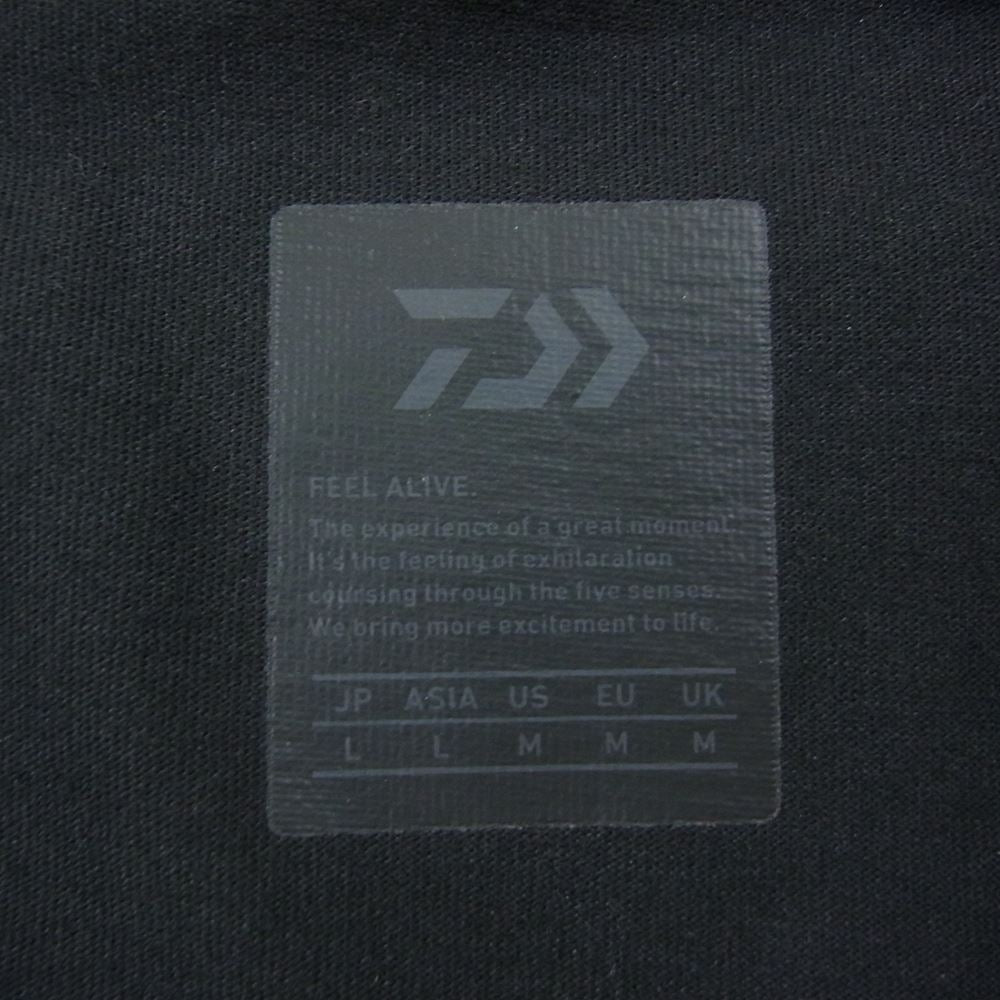 FEEL ALIVE.
The experience of a great moment.
It's the feeling of exhilaration
coursing through the five senses.
We bring more excitement to life.
JP ASIA US EU UK
L L M M M